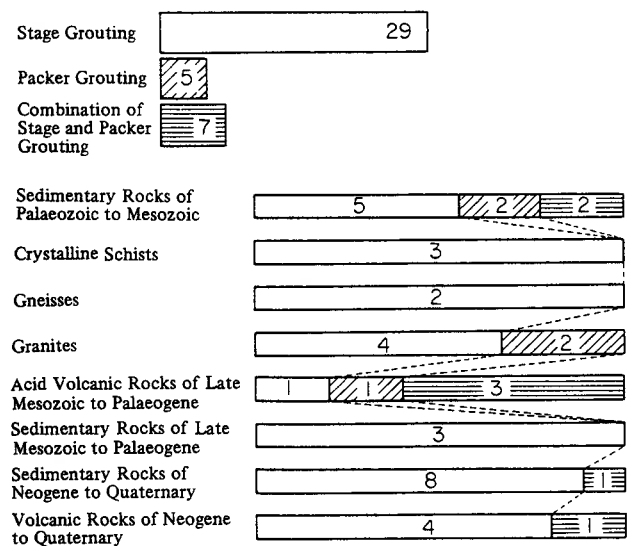 Stage Grouting 29
Packer Grouting 5
Combination of
Stage and Packer 7
Grouting
Sedimentary Rocks of
Palaeozoic to Mesozoic 5 2 2
Crystalline Schists 3
Gneisses 2
Granites 4 2
Acid Volcanic Rocks of Late
Mesozoic to Palaeogene 1 1 3
Sedimentary Rocks of Late
Mesozoic to Palaeogene 3
Sedimentary Rocks of
Neogene to Quaternary 8 1
Volcanic Rocks of Neogene
to Quaternary 4 1